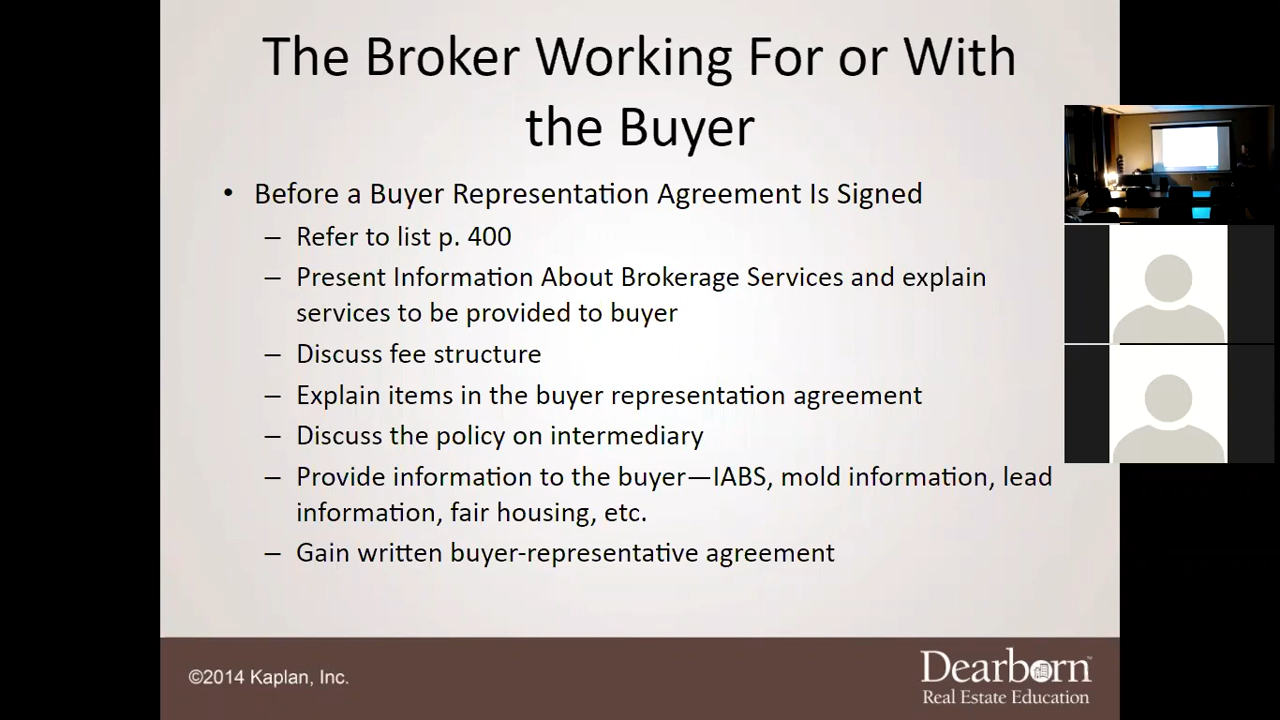 The Broker Working For or With
the Buyer
• Before a Buyer Representation Agreement Is Signed
– Refer to list p. 400
– Present Information About Brokerage Services and explain
services to be provided to buyer
– Discuss fee structure
– Explain items in the buyer representation agreement
– Discuss the policy on intermediary
– Provide information to the buyer—IABS, mold information, lead
information, fair housing, etc.
– Gain written buyer-representative agreement
©2014 Kaplan, Inc.
Dearborn™
Real Estate Education